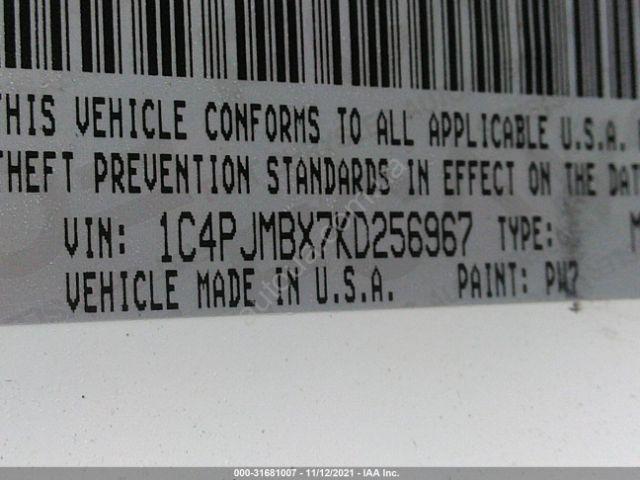 THIS VEHICLE CONFORMS TO ALL APPLICABLE U.S.A.
THEFT PREVENTION STANDARDS IN EFFECT ON THE DAT
VIN: 1C4PJMBX7KD256967 TYPE: M
VEHICLE MADE IN U.S.A. PAINT: PW7
000-31681007 - 11/12/2021 - IAA Inc.